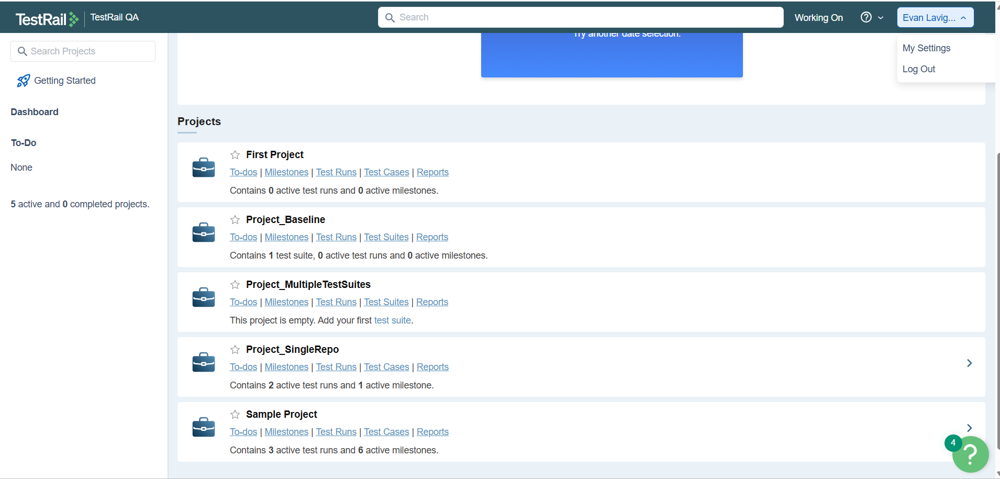 TestRail
TestRail QA
Search
Working On
Evan Lavig...
My Settings
Log Out
Search Projects
Getting Started
Dashboard
To-Do
None
5 active and 0 completed projects.
Try another date selection.
Projects
First Project
To-dos | Milestones | Test Runs | Test Cases | Reports
Contains 0 active test runs and 0 active milestones.
Project_Baseline
To-dos | Milestones | Test Runs | Test Suites | Reports
Contains 1 test suite, 0 active test runs and 0 active milestones.
Project_MultipleTestSuites
To-dos | Milestones | Test Runs | Test Suites | Reports
This project is empty. Add your first test suite.
Project_SingleRepo
To-dos | Milestones | Test Runs | Test Cases | Reports
Contains 2 active test runs and 1 active milestone.
Sample Project
To-dos | Milestones | Test Runs | Test Cases | Reports
Contains 3 active test runs and 6 active milestones.
4
?